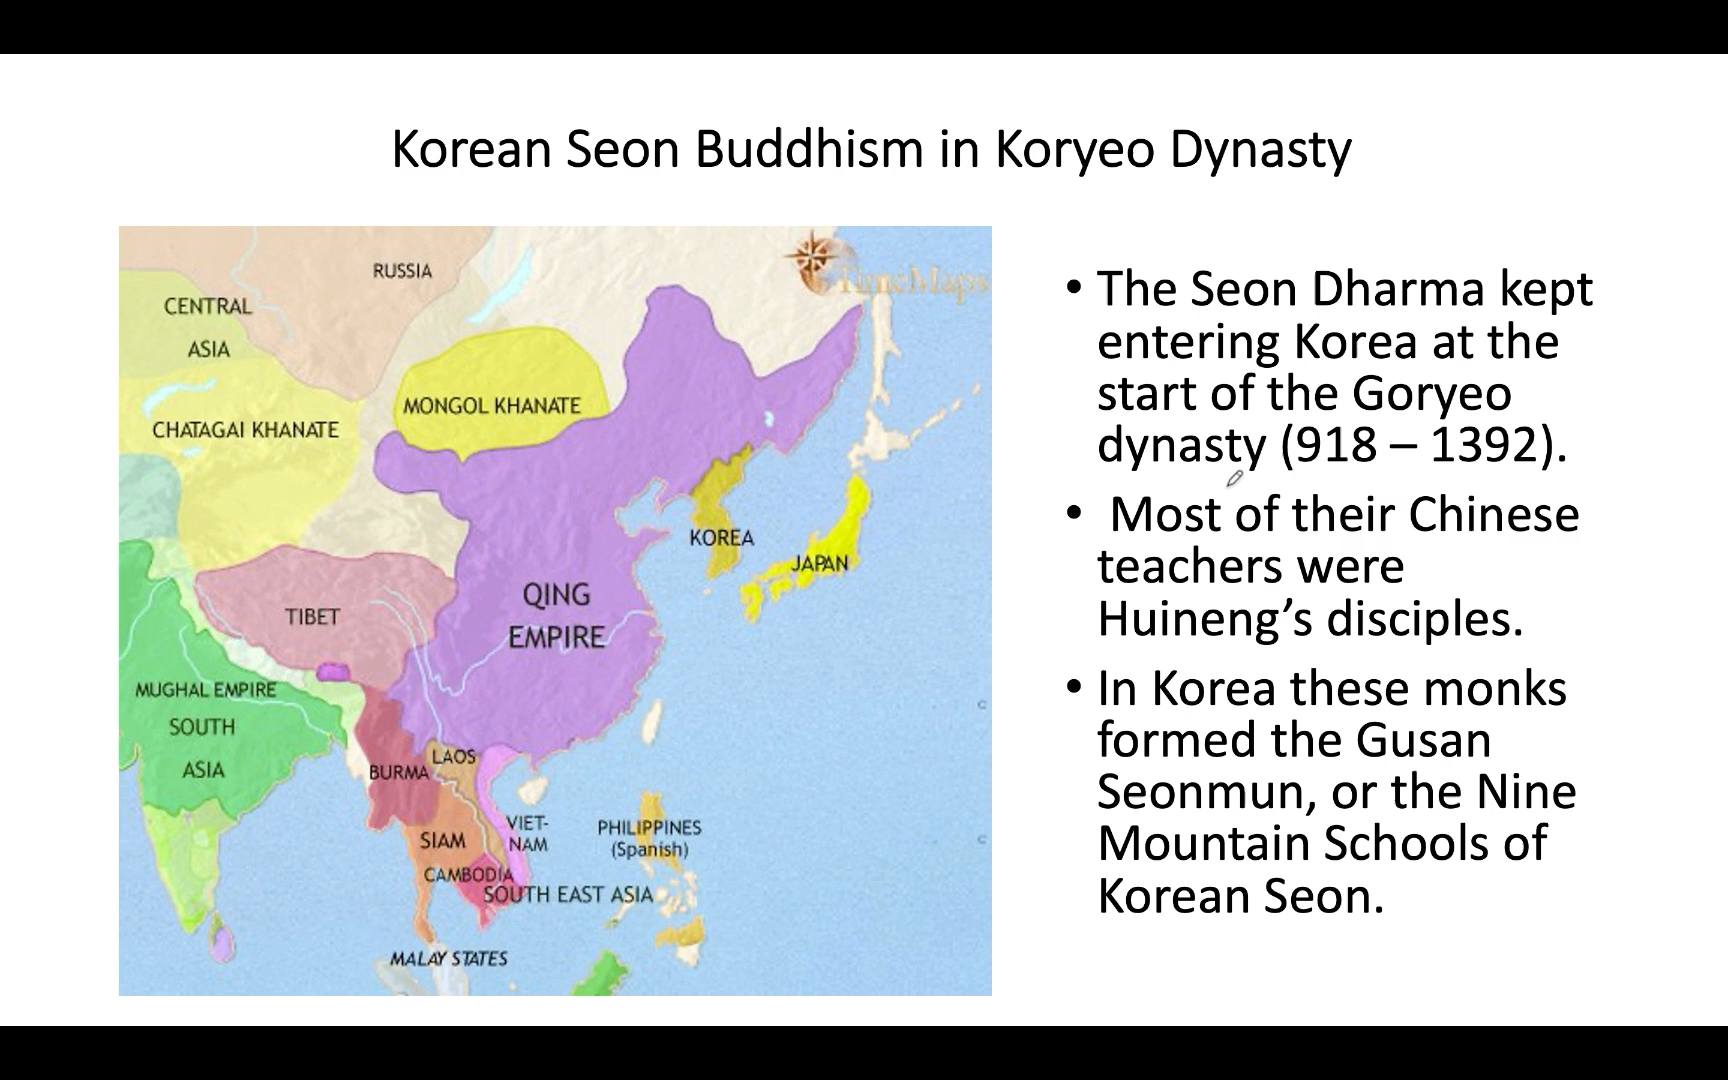 Korean Seon Buddhism in Koryeo Dynasty
TimeMaps
RUSSIA
CENTRAL
ASIA
MONGOL KHANATE
CHATAGAI KHANATE
KOREA
JAPAN
QING
EMPIRE
TIBET
MUGHAL EMPIRE
SOUTH
ASIA
LAOS
BURMA
VIET-
NAM
SIAM
PHILIPPINES
(Spanish)
CAMBODIA
SOUTH EAST ASIA
MALAY STATES
• The Seon Dharma kept
entering Korea at the
start of the Goryeo
dynasty (918 – 1392).
• Most of their Chinese
teachers were
Huineng’s disciples.
• In Korea these monks
formed the Gusan
Seonmun, or the Nine
Mountain Schools of
Korean Seon.